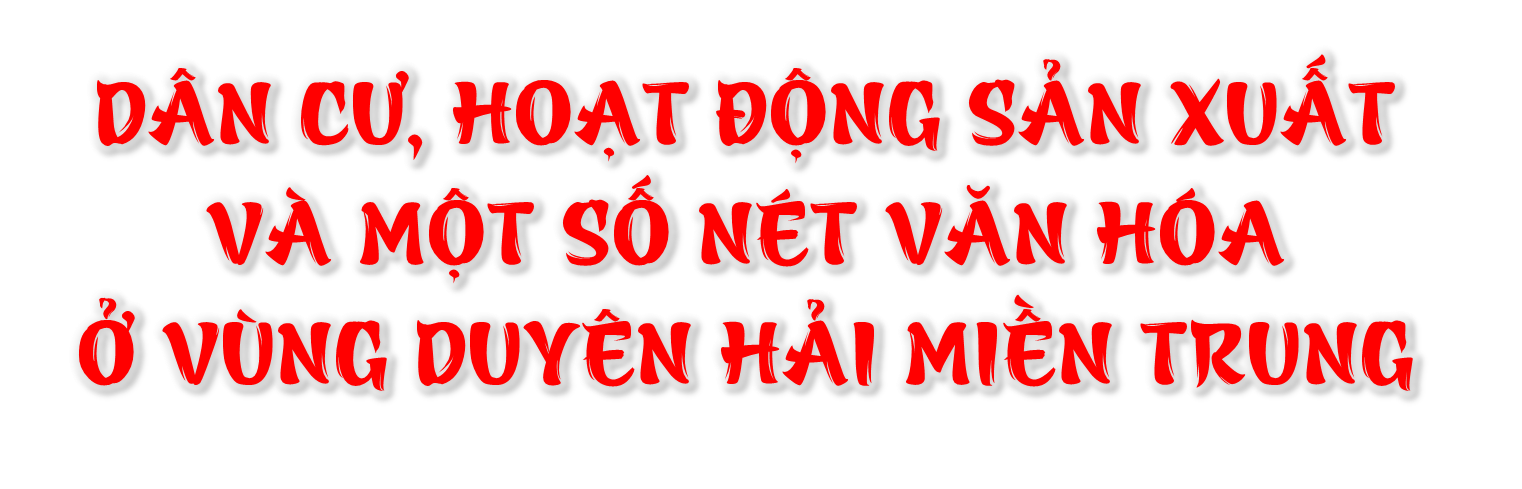 DÂN CƯ, HOẠT ĐỘNG SẢN XUẤT
VÀ MỘT SỐ NÉT VĂN HÓA
Ở VÙNG DUYÊN HẢI MIỀN TRUNG